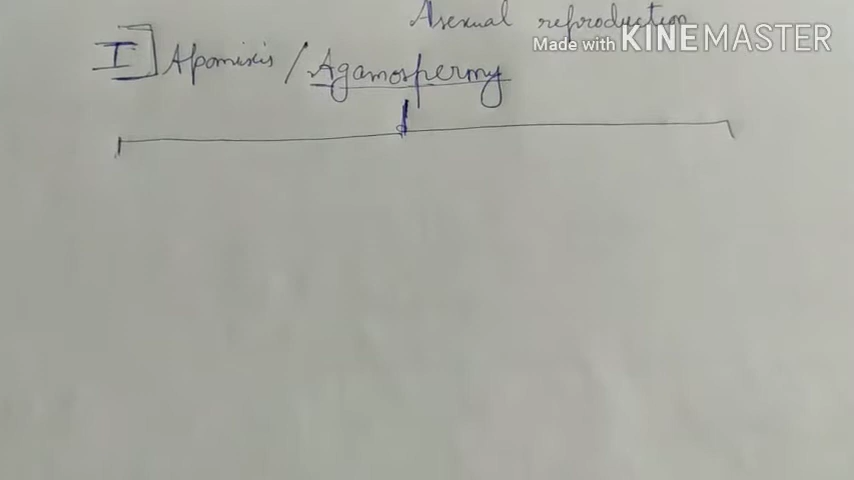 Asexual reproduction
Made with KINEMASTER
I] Apomixis / Agamospermy